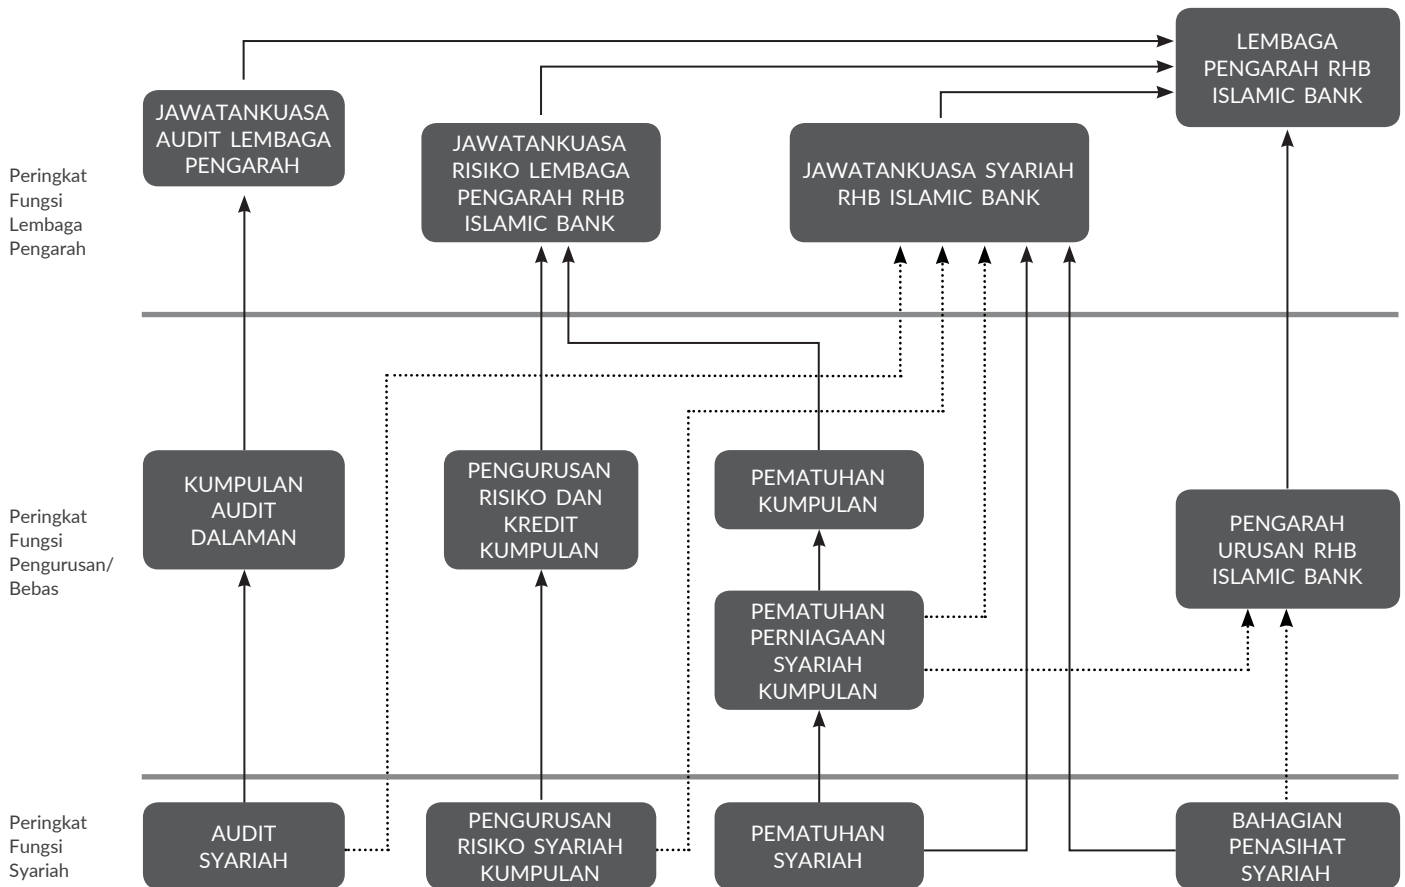 LEMBAGA
PENGARAH RHB
ISLAMIC BANK
JAWATANKUASA
AUDIT LEMBAGA
PENGARAH
JAWATANKUASA
RISIKO LEMBAGA
PENGARAH RHB
ISLAMIC BANK
JAWATANKUASA SYARIAH
RHB ISLAMIC BANK
Peringkat
Fungsi
Lembaga
Pengarah
KUMPULAN
AUDIT
DALAMAN
PENGURUSAN
RISIKO DAN
KREDIT
KUMPULAN
PEMATUHAN
KUMPULAN
PENGARAH
URUSAN RHB
ISLAMIC BANK
Peringkat
Fungsi
Pengurusan/
Bebas
PEMATUHAN
PERNIAGAAN
SYARIAH
KUMPULAN
Peringkat
Fungsi
Syariah
AUDIT
SYARIAH
PENGURUSAN
RISIKO SYARIAH
KUMPULAN
PEMATUHAN
SYARIAH
BAHAGIAN
PENASIHAT
SYARIAH